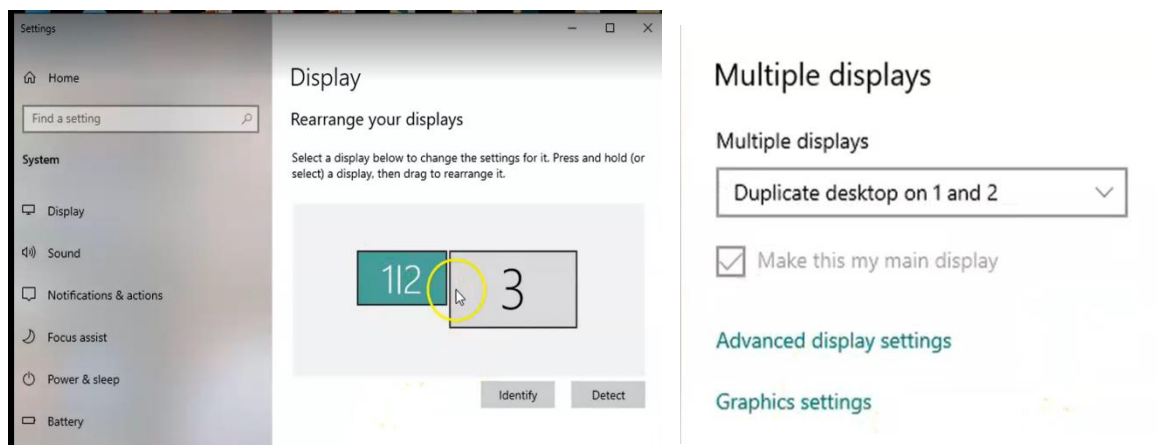 Settings
Home
Find a setting
System
Display
Sound
Notifications & actions
Focus assist
Power & sleep
Battery
Display
Rearrange your displays
Select a display below to change the settings for it. Press and hold (or
select) a display, then drag to rearrange it.
1|2
3
Identify
Detect
Multiple displays
Multiple displays
Duplicate desktop on 1 and 2
Make this my main display
Advanced display settings
Graphics settings